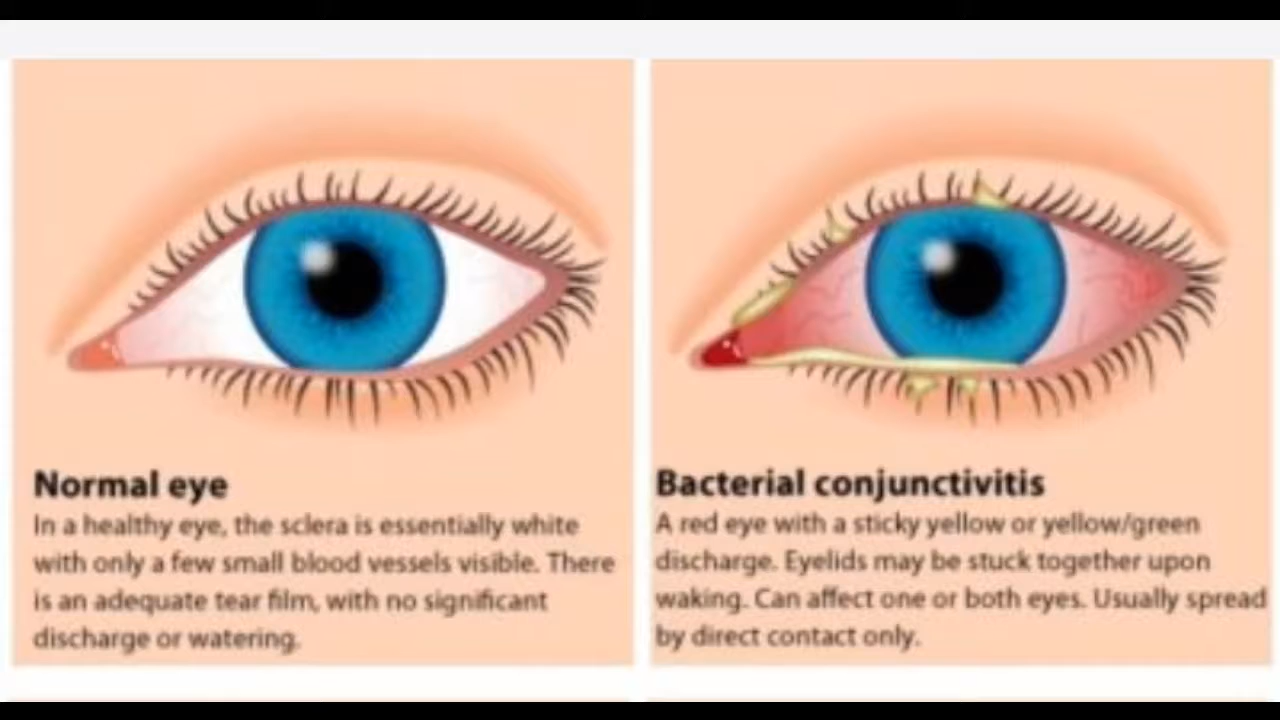 Normal eye
In a healthy eye, the sclera is essentially white
with only a few small blood vessels visible. There
is an adequate tear film, with no significant
discharge or watering.
Bacterial conjunctivitis
A red eye with a sticky yellow or yellow/green
discharge. Eyelids may be stuck together upon
waking. Can affect one or both eyes. Usually spread
by direct contact only.